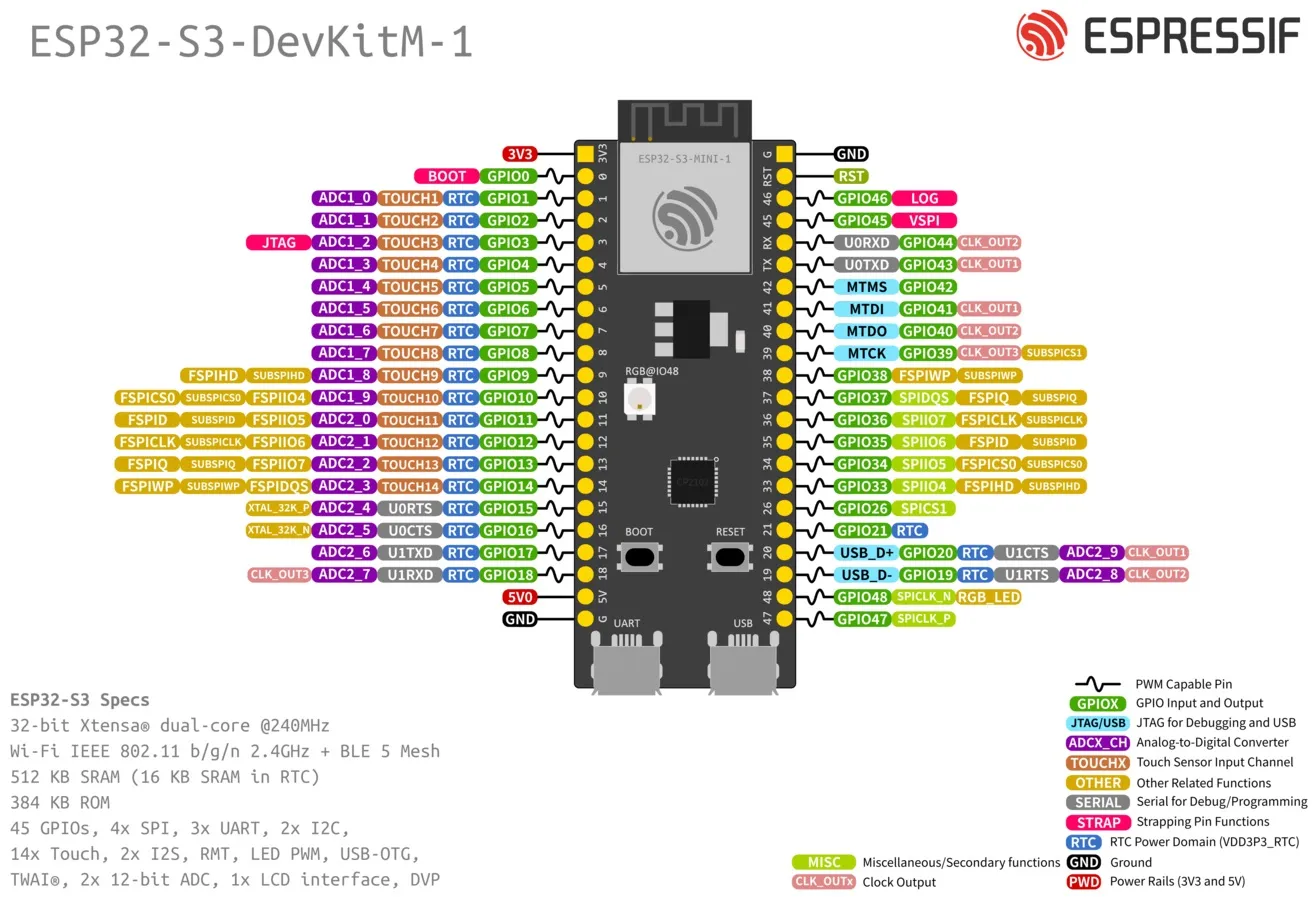 ESP32-S3-DevKitM-1
ESPRESSIF
ESP32-S3-MINI-1
3V3 3V3 G GND
BOOT GPIO0 0 RST RST
ADC1_0 TOUCH1 RTC GPIO1 1 46 GPIO46 LOG
ADC1_1 TOUCH2 RTC GPIO2 2 45 GPIO45 VSPI
JTAG ADC1_2 TOUCH3 RTC GPIO3 3 RX U0RXD GPIO44 CLK_OUT2
ADC1_3 TOUCH4 RTC GPIO4 4 TX U0TXD GPIO43 CLK_OUT1
ADC1_4 TOUCH5 RTC GPIO5 5 42 MTMS GPIO42
ADC1_5 TOUCH6 RTC GPIO6 6 41 MTDI GPIO41 CLK_OUT1
ADC1_6 TOUCH7 RTC GPIO7 7 40 MTDO GPIO40 CLK_OUT2
ADC1_7 TOUCH8 RTC GPIO8 8 39 MTCK GPIO39 CLK_OUT3 SUBSPICS1
RGB@IO48
FSPIHD SUBSPIHD ADC1_8 TOUCH9 RTC GPIO9 9 38 GPIO38 FSPIWP SUBSPIWP
FSPICS0 SUBSPICS0 FSPIIO4 ADC1_9 TOUCH10 RTC GPIO10 10 37 GPIO37 SPIDQS FSPIQ SUBSPIQ
FSPID SUBSPID FSPIIO5 ADC2_0 TOUCH11 RTC GPIO11 11 36 GPIO36 SPIIO7 FSPICLK SUBSPICLK
FSPICLK SUBSPICLK FSPIIO6 ADC2_1 TOUCH12 RTC GPIO12 12 35 GPIO35 SPIIO6 FSPID SUBSPID
FSPIQ SUBSPIQ FSPIIO7 ADC2_2 TOUCH13 RTC GPIO13 13 34 GPIO34 SPIIO5 FSPICS0 SUBSPICS0
FSPIWP SUBSPIWP FSPIDQS ADC2_3 TOUCH14 RTC GPIO14 14 CP2102 33 GPIO33 SPIIO4 FSPIHD SUBSPIHD
XTAL_32K_P ADC2_4 U0RTS RTC GPIO15 15 26 GPIO26 SPICS1
XTAL_32K_N ADC2_5 U0CTS RTC GPIO16 16 BOOT RESET 21 GPIO21 RTC
ADC2_6 U1TXD RTC GPIO17 17 20 USB_D+ GPIO20 RTC U1CTS ADC2_9 CLK_OUT1
CLK_OUT3 ADC2_7 U1RXD RTC GPIO18 18 19 USB_D- GPIO19 RTC U1RTS ADC2_8 CLK_OUT2
5V0 5V 48 GPIO48 SPICLK_N RGB_LED
GND G UART USB 47 GPIO47 SPICLK_P
ESP32-S3 Specs
32-bit Xtensa® dual-core @240MHz
Wi-Fi IEEE 802.11 b/g/n 2.4GHz + BLE 5 Mesh
512 KB SRAM (16 KB SRAM in RTC)
384 KB ROM
45 GPIOs, 4x SPI, 3x UART, 2x I2C,
14x Touch, 2x I2S, RMT, LED PWM, USB-OTG,
TWAI®, 2x 12-bit ADC, 1x LCD interface, DVP
PWM Capable Pin
GPIOX GPIO Input and Output
JTAG/USB JTAG for Debugging and USB
ADCX_CH Analog-to-Digital Converter
TOUCHX Touch Sensor Input Channel
OTHER Other Related Functions
SERIAL Serial for Debug/Programming
STRAP Strapping Pin Functions
RTC RTC Power Domain (VDD3P3_RTC)
MISC Miscellaneous/Secondary functions GND Ground
CLK_OUTx Clock Output PWD Power Rails (3V3 and 5V)